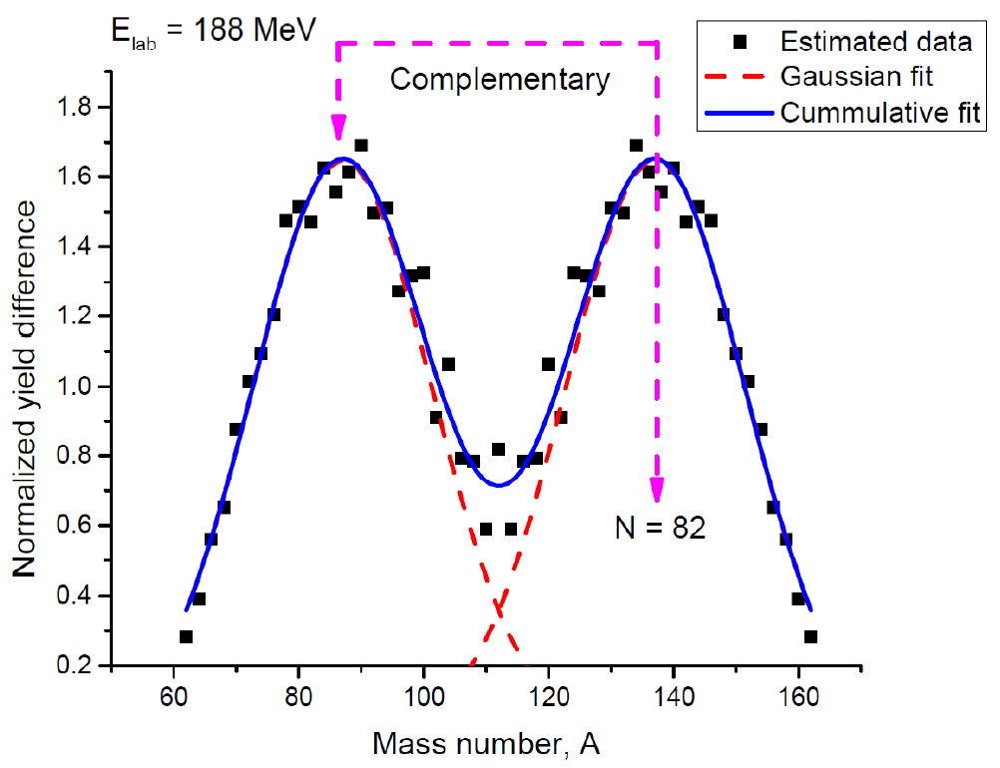 E_lab = 188 MeV
Complementary
Estimated data
Gaussian fit
Cummulative fit
Normalized yield difference
1.8
1.6
1.4
1.2
1.0
0.8
0.6
0.4
0.2
N = 82
60 80 100 120 140 160
Mass number, A